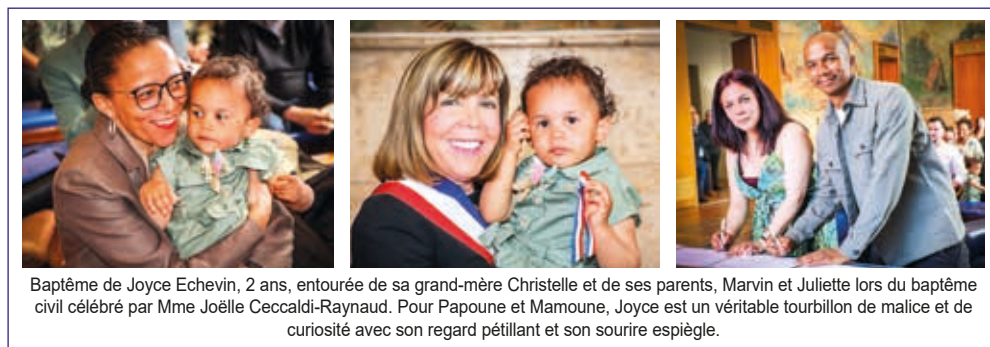 Baptême de Joyce Echevin, 2 ans, entourée de sa grand-mère Christelle et de ses parents, Marvin et Juliette lors du baptême
civil célébré par Mme Joëlle Ceccaldi-Raynaud. Pour Papoune et Mamoune, Joyce est un véritable tourbillon de malice et de
curiosité avec son regard pétillant et son sourire espiègle.